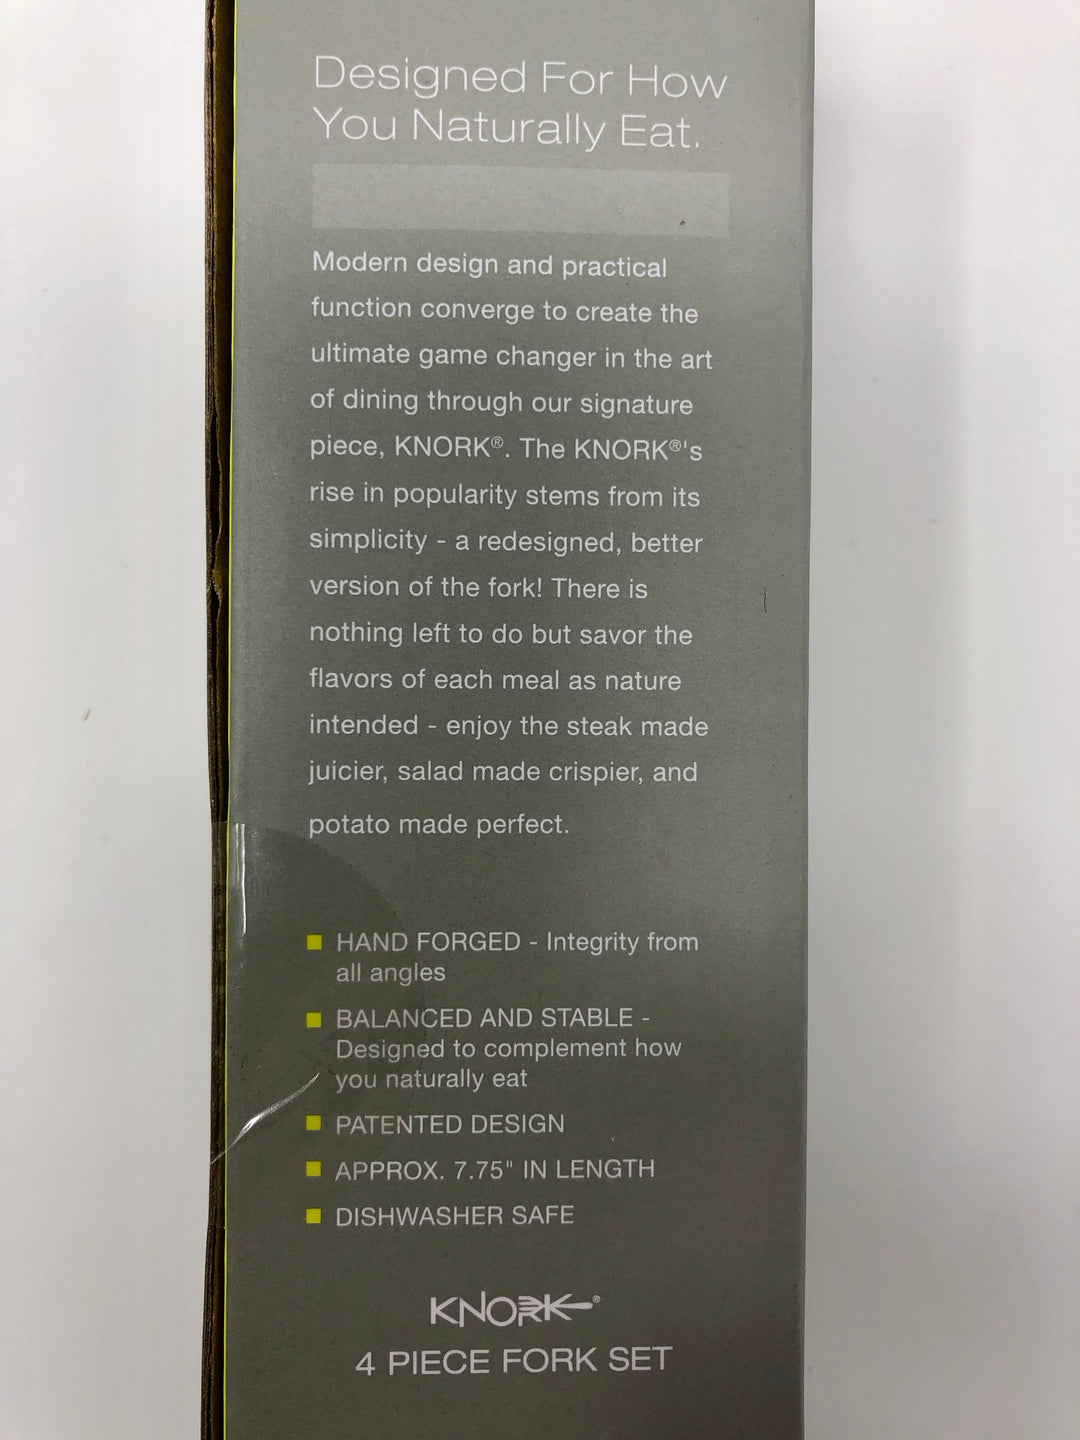 Designed For How
You Naturally Eat.
Modern design and practical
function converge to create the
ultimate game changer in the art
of dining through our signature
piece, KNORK®. The KNORK®'s
rise in popularity stems from its
simplicity - a redesigned, better
version of the fork! There is
nothing left to do but savor the
flavors of each meal as nature
intended - enjoy the steak made
juicier, salad made crispier, and
potato made perfect.
HAND FORGED - Integrity from
all angles
BALANCED AND STABLE -
Designed to complement how
you naturally eat
PATENTED DESIGN
APPROX. 7.75" IN LENGTH
DISHWASHER SAFE
KNORK®
4 PIECE FORK SET